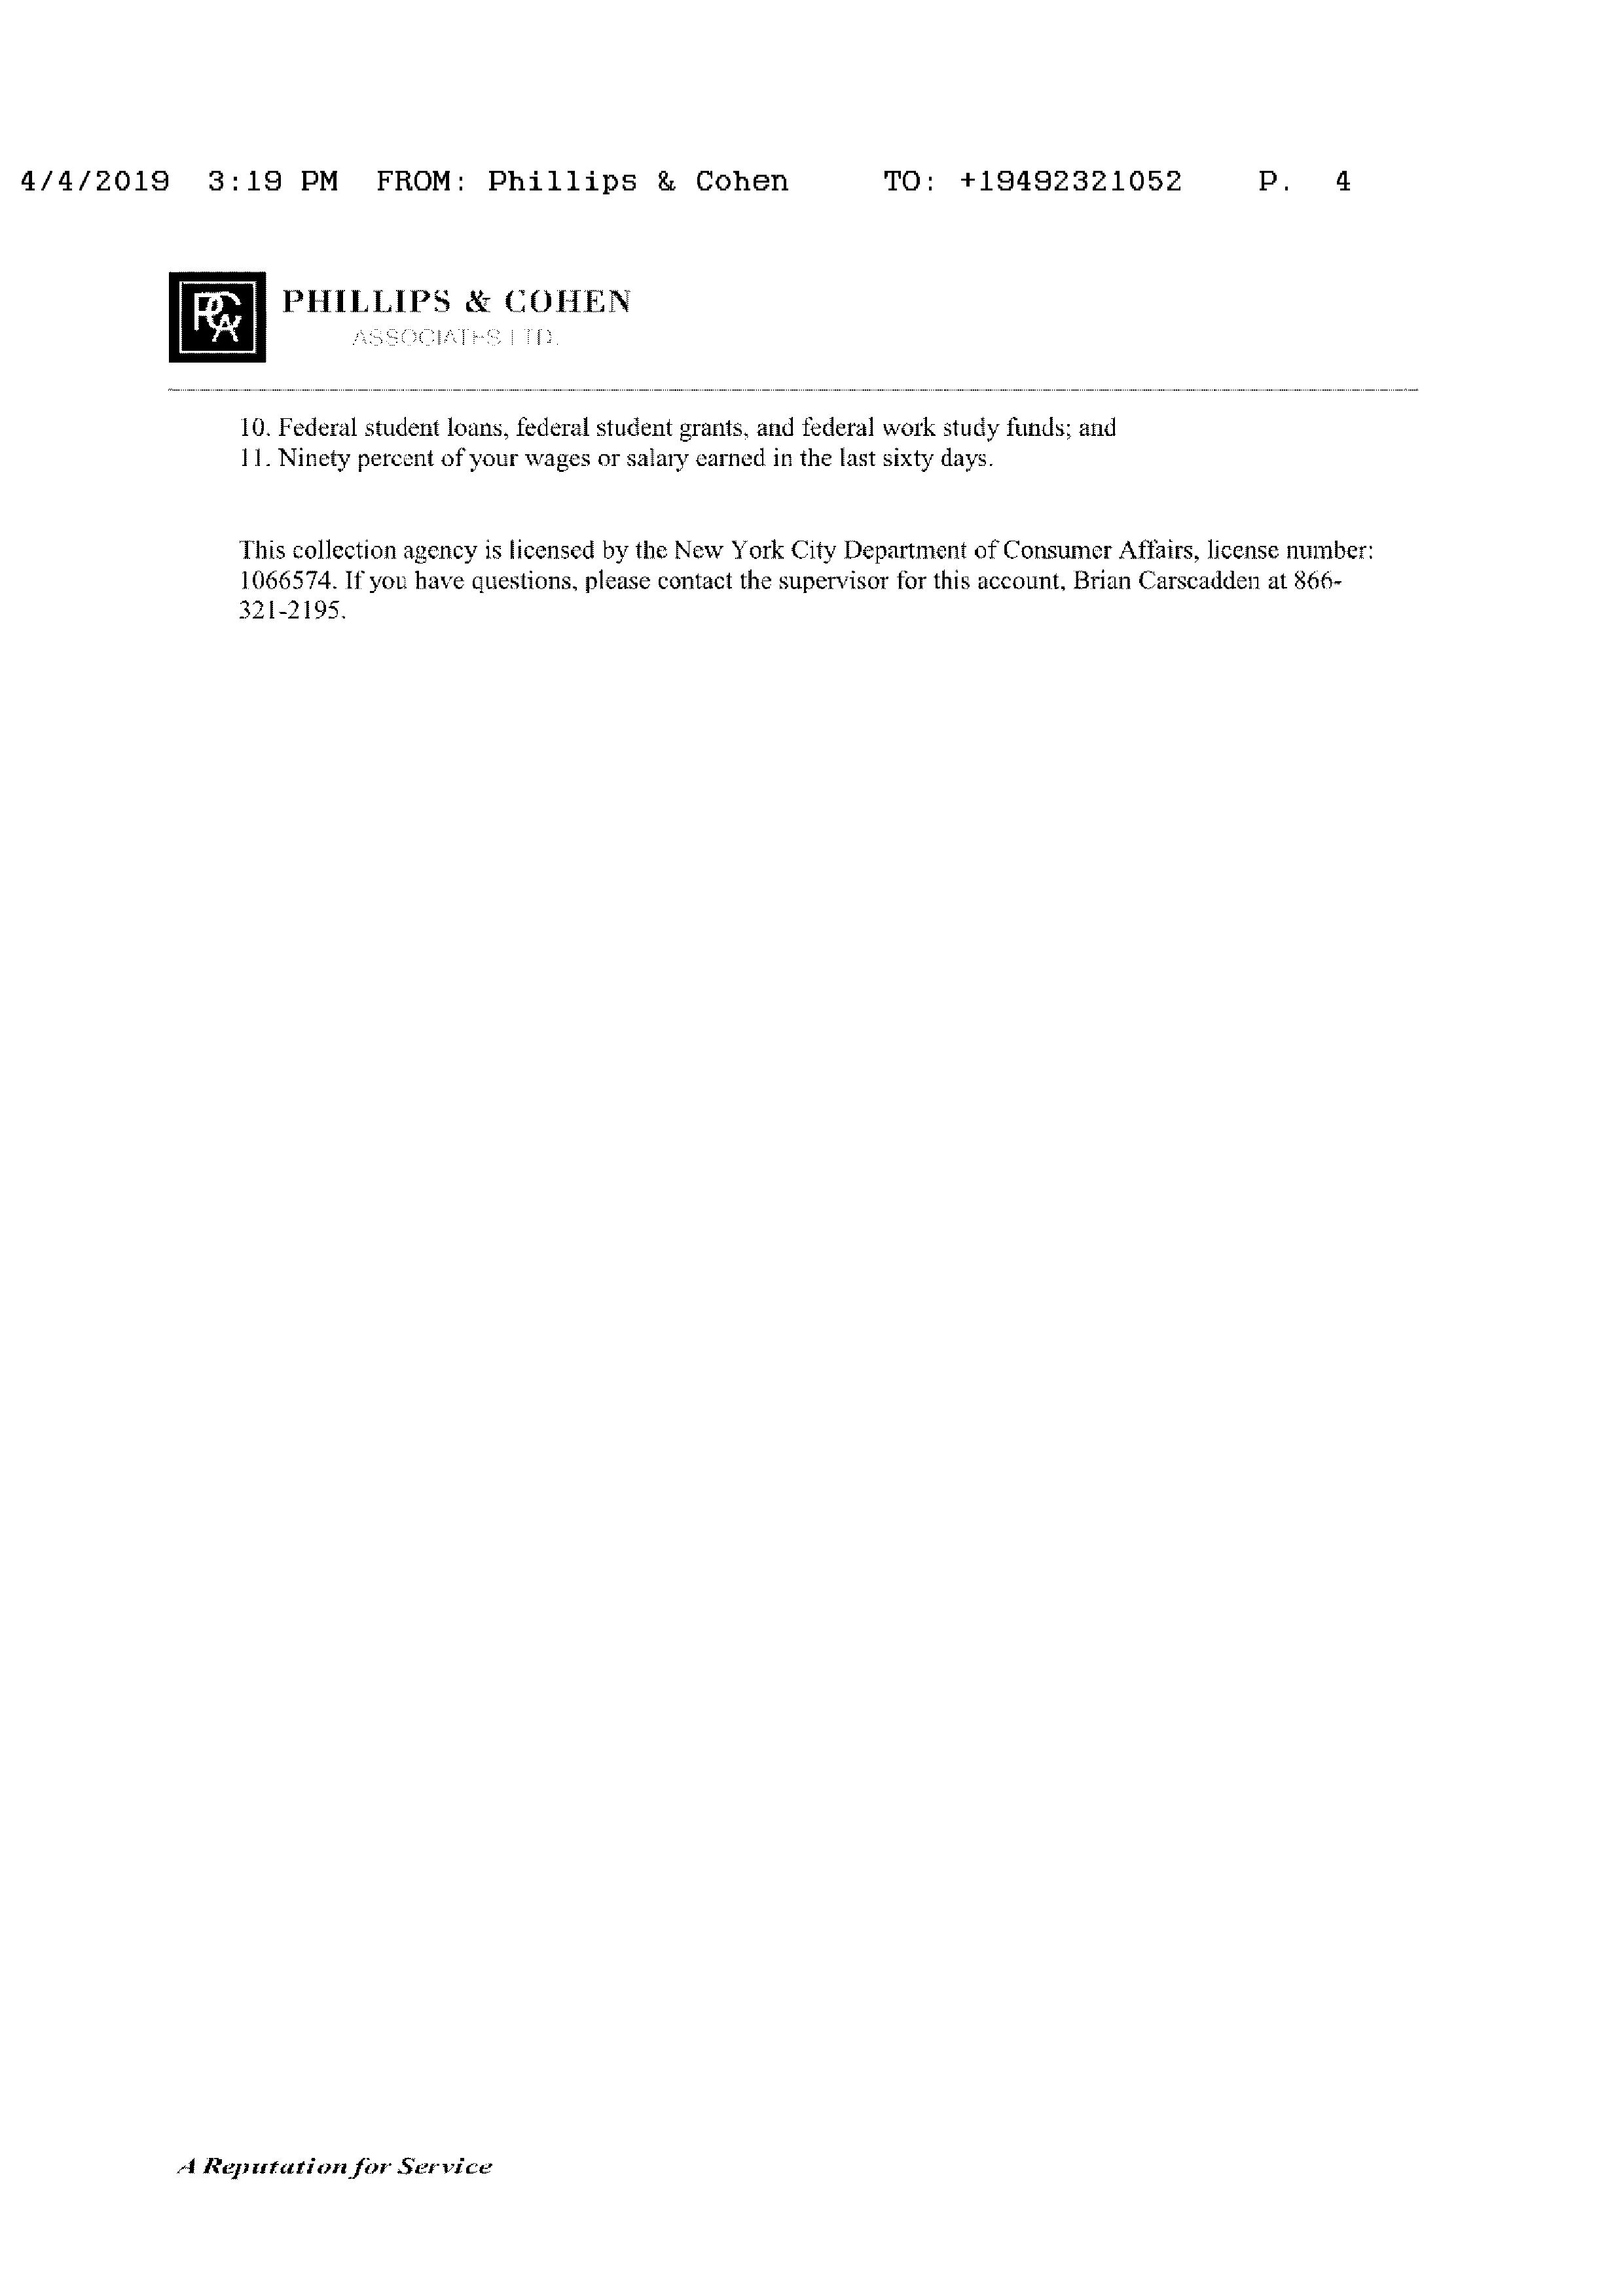 4/4/2019 3:19 PM FROM: Phillips & Cohen TO: +19492321052 P. 4
PCA
PHILLIPS & COHEN
ASSOCIATES LTD.
10. Federal student loans, federal student grants, and federal work study funds; and
11. Ninety percent of your wages or salary earned in the last sixty days.
This collection agency is licensed by the New York City Department of Consumer Affairs, license number:
1066574. If you have questions, please contact the supervisor for this account, Brian Carscadden at 866-
321-2195.
A Reputation for Service